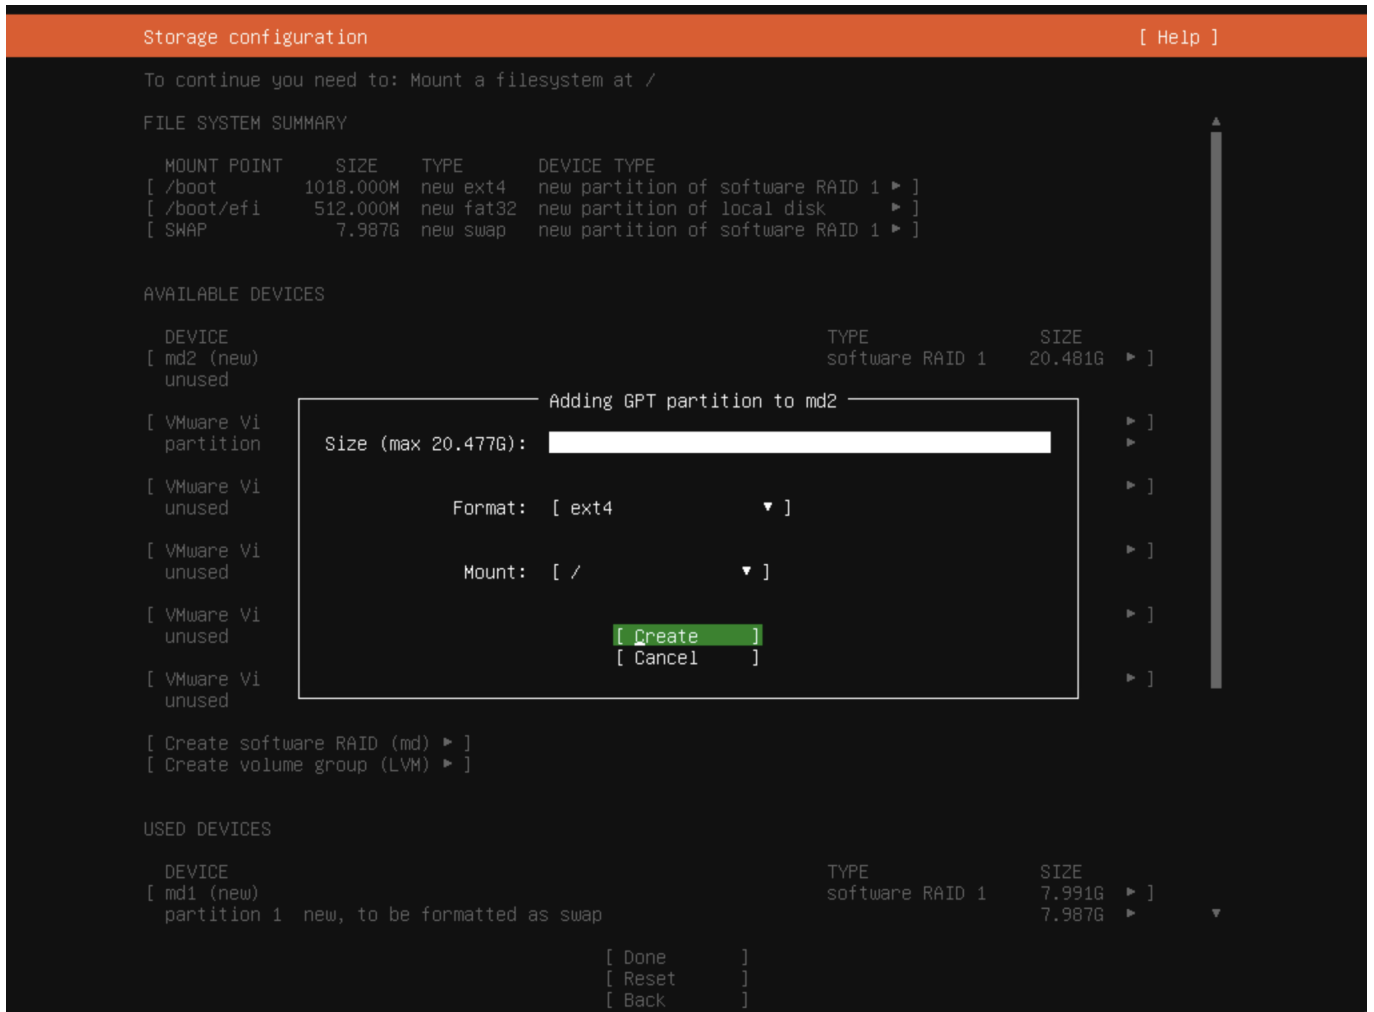 Storage configuration [ Help ]
To continue you need to: Mount a filesystem at /
FILE SYSTEM SUMMARY
MOUNT POINT SIZE TYPE DEVICE TYPE
[ /boot 1018.000M new ext4 new partition of software RAID 1 ▸ ]
[ /boot/efi 512.000M new fat32 new partition of local disk ▸ ]
[ SWAP 7.987G new swap new partition of software RAID 1 ▸ ]
AVAILABLE DEVICES
DEVICE TYPE SIZE
[ md2 (new) software RAID 1 20.481G ▸ ]
unused
Adding GPT partition to md2
[ VMware Vi ▸ ]
partition ▸
Size (max 20.477G):
[ VMware Vi ▸ ]
unused
Format: [ ext4 ▾ ]
[ VMware Vi ▸ ]
unused
Mount: [ / ▾ ]
[ VMware Vi ▸ ]
unused
[ Create ]
[ Cancel ]
[ VMware Vi ▸ ]
unused
[ Create software RAID (md) ▸ ]
[ Create volume group (LVM) ▸ ]
USED DEVICES
DEVICE TYPE SIZE
[ md1 (new) software RAID 1 7.991G ▸ ]
partition 1 new, to be formatted as swap 7.987G ▸
[ Done ]
[ Reset ]
[ Back ]